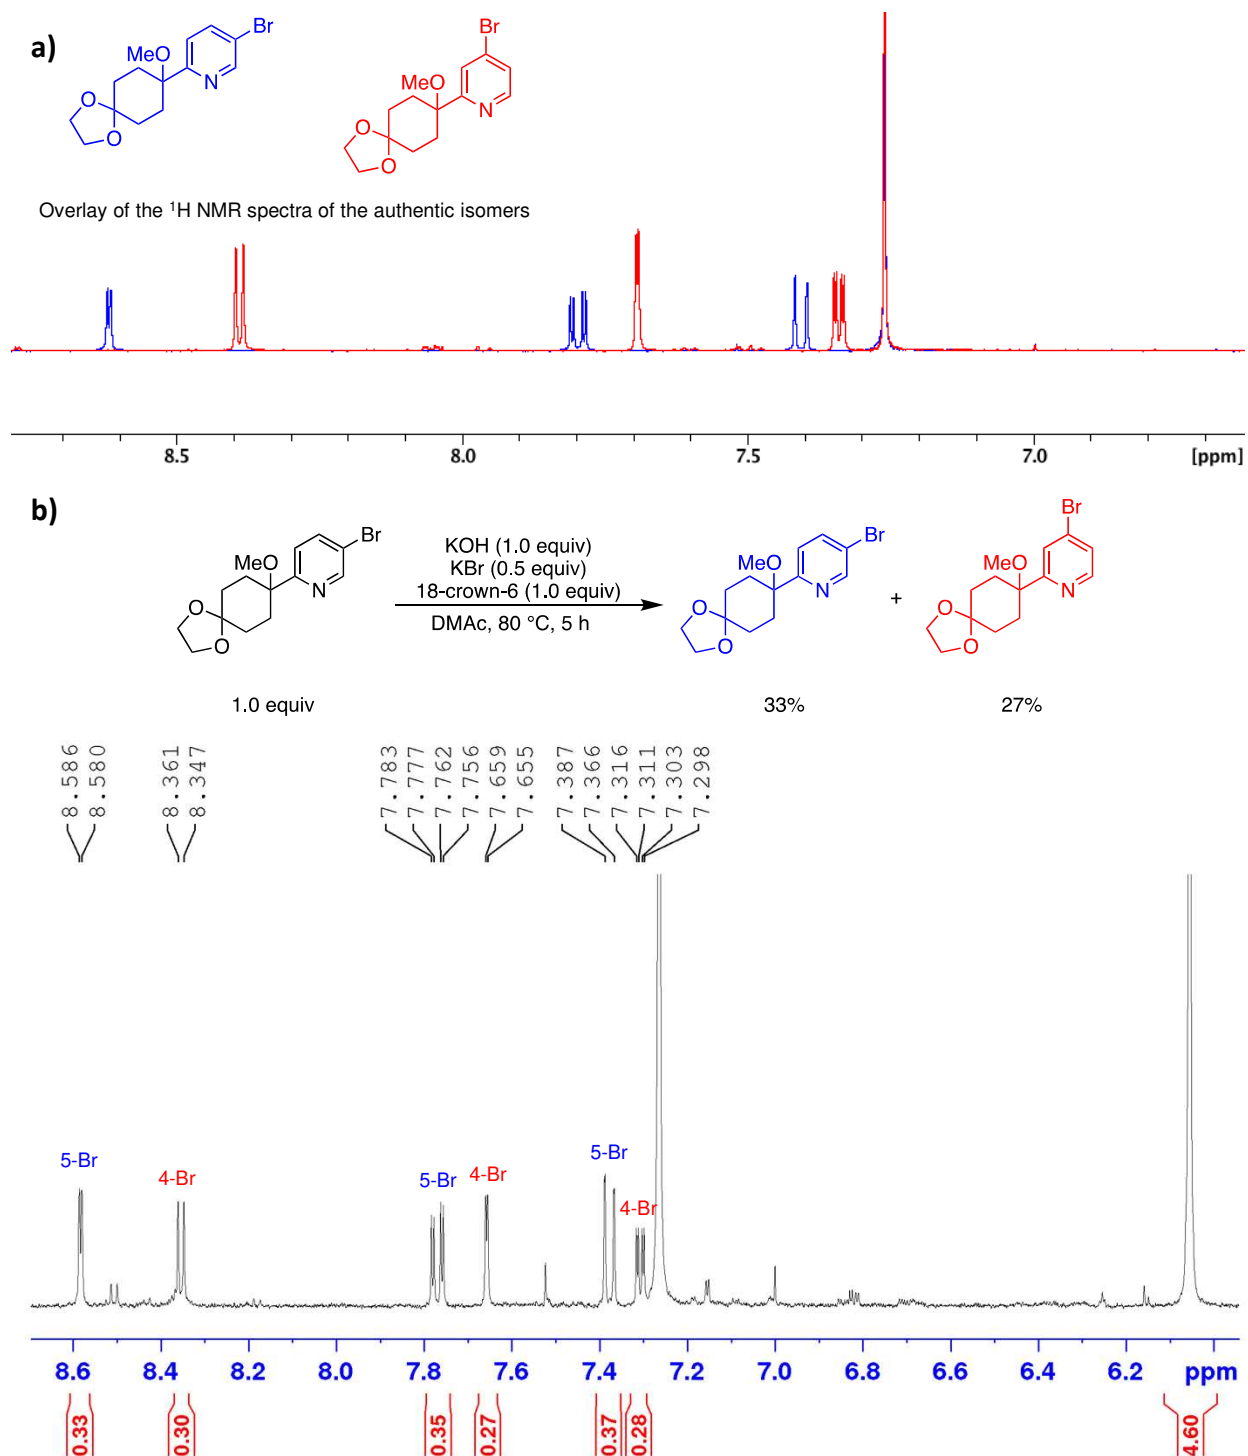 a)
MeO
Br
N
O
O
Br
MeO
N
O
O
Overlay of the ¹H NMR spectra of the authentic isomers
8.5 8.0 7.5 7.0 [ppm]
b)
MeO
Br
N
O
O
1.0 equiv
KOH (1.0 equiv)
KBr (0.5 equiv)
18-crown-6 (1.0 equiv)
DMAc, 80 °C, 5 h
MeO
Br
N
O
O
33%
+
Br
MeO
N
O
O
27%
8.586
8.580
8.361
8.347
7.783
7.777
7.762
7.756
7.659
7.655
7.387
7.366
7.316
7.311
7.303
7.298
5-Br
4-Br
5-Br
4-Br
5-Br
4-Br
8.6 8.4 8.2 8.0 7.8 7.6 7.4 7.2 7.0 6.8 6.6 6.4 6.2 ppm
0.33
0.30
0.35
0.27
0.37
0.28
4.60